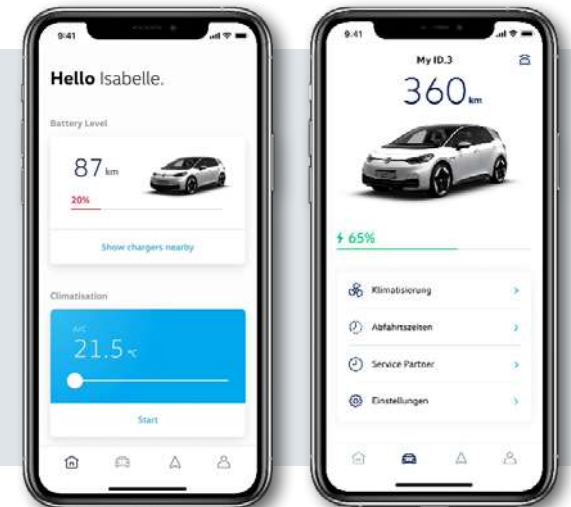 9:41
Hello Isabelle.
Battery Level
87 km
20%
Show chargers nearby
Climatisation
A/C
21.5 °C
Start
9:41
My ID.3
360 km
65%
Klimatisierung
Abfahrtszeiten
Service Partner
Einstellungen